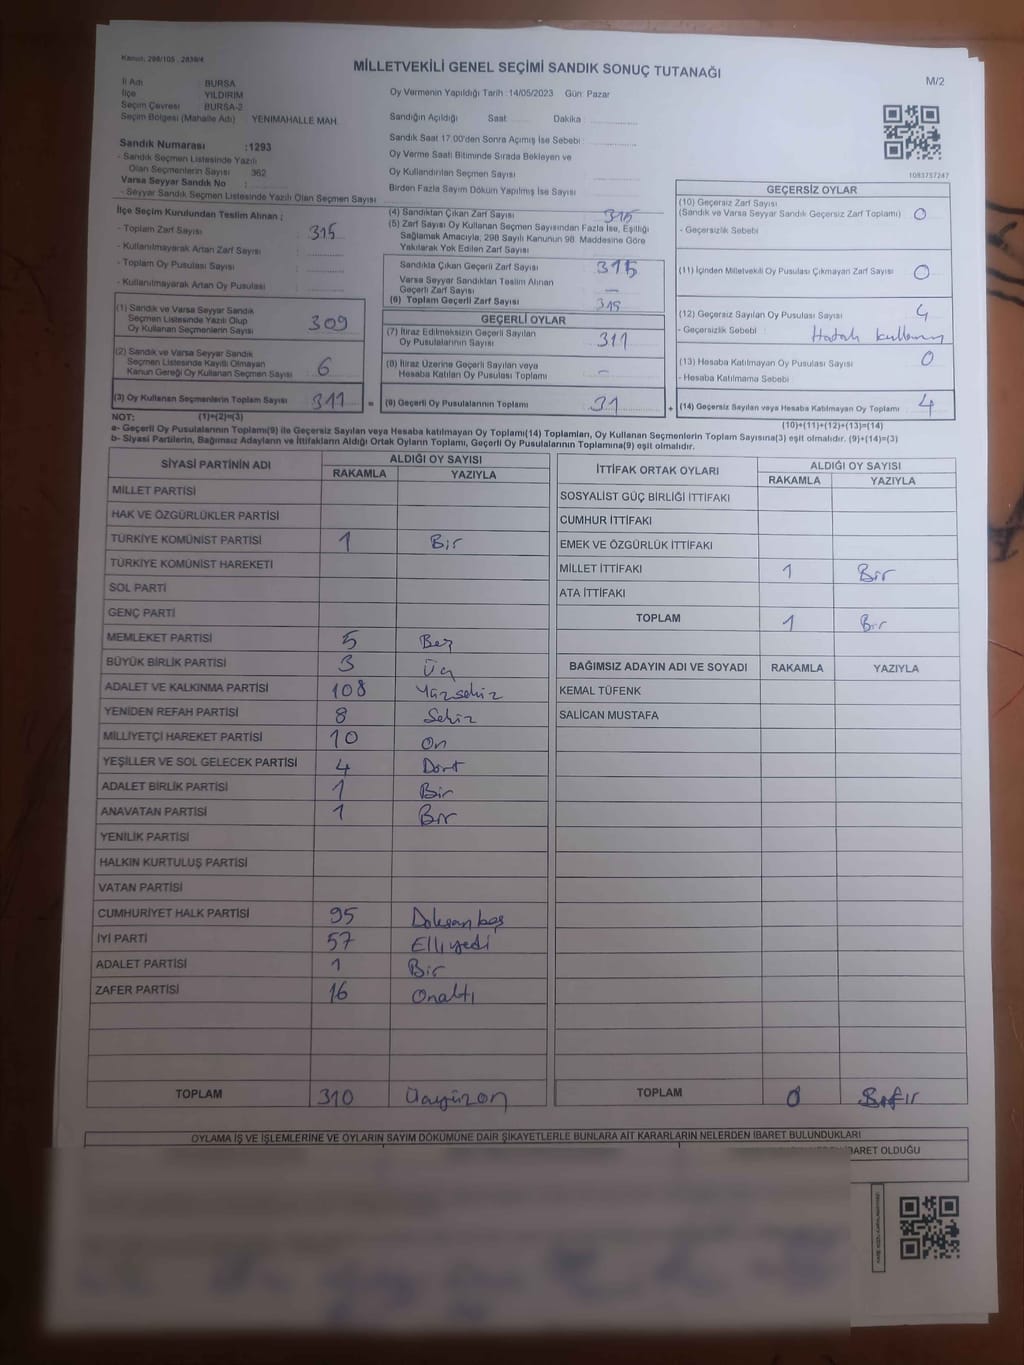 Kanun: 298/105 , 2839/4
MİLLETVEKİLİ GENEL SEÇİMİ SANDIK SONUÇ TUTANAĞI
M/2
İl Adı : BURSA
İlçe : YILDIRIM
Seçim Çevresi : BURSA-2
Seçim Bölgesi (Mahalle Adı) : YENİMAHALLE MAH.
Oy Vermenin Yapıldığı Tarih :14/05/2023 Gün: Pazar
Sandığın Açıldığı Saat: Dakika :
Sandık Saat 17:00'den Sonra Açılmış İse Sebebi :
Oy Verme Saati Bitiminde Sırada Bekleyen ve
Oy Kullandırılan Seçmen Sayısı :
Birden Fazla Sayım Döküm Yapılmış İse Sayısı :
Sandık Numarası :1293
- Sandık Seçmen Listesinde Yazılı
Olan Seçmenlerin Sayısı : 362
Varsa Seyyar Sandık No :
- Seyyar Sandık Seçmen Listesinde Yazılı Olan Seçmen Sayısı :
1083757247
İlçe Seçim Kurulundan Teslim Alınan ;
- Toplam Zarf Sayısı : 315
- Kullanılmayarak Artan Zarf Sayısı :
- Toplam Oy Pusulası Sayısı :
- Kullanılmayarak Artan Oy Pusulası :
(1) Sandık ve Varsa Seyyar Sandık
Seçmen Listesinde Yazılı Olup
Oy Kullanan Seçmenlerin Sayısı : 309
(2) Sandık ve Varsa Seyyar Sandık
Seçmen Listesinde Kayıtlı Olmayan
Kanun Gereği Oy Kullanan Seçmen Sayısı : 6
(3) Oy Kullanan Seçmenlerin Toplam Sayısı :
(1)+(2)=(3)
(4) Sandıktan Çıkan Zarf Sayısı : 315
(5) Zarf Sayısı Oy Kullanan Seçmen Sayısından Fazla İse, Eşitliği
Sağlamak Amacıyla, 298 Sayılı Kanunun 98. Maddesine Göre
Yakılarak Yok Edilen Zarf Sayısı :
Sandıkta Çıkan Geçerli Zarf Sayısı : 315
Varsa Seyyar Sandıktan Teslim Alınan
Geçerli Zarf Sayısı : —
(6) Toplam Geçerli Zarf Sayısı : 315
GEÇERLİ OYLAR
(7) İtiraz Edilmeksizin Geçerli Sayılan
Oy Pusulalarının Sayısı : 311
(8) İtiraz Üzerine Geçerli Sayılan veya
Hesaba Katılan Oy Pusulası Toplamı : -
= (9) Geçerli Oy Pusulalarının Toplamı : 31
GEÇERSİZ OYLAR
(10) Geçersiz Zarf Sayısı
(Sandık ve Varsa Seyyar Sandık Geçersiz Zarf Toplamı) : 0
- Geçersizlik Sebebi :
(11) İçinden Milletvekili Oy Pusulası Çıkmayan Zarf Sayısı : 0
(12) Geçersiz Sayılan Oy Pusulası Sayısı : 4
- Geçersizlik Sebebi : Hatalı
(13) Hesaba Katılmayan Oy Pusulası Sayısı : 0
- Hesaba Katılmama Sebebi :
+ (14) Geçersiz Sayılan veya Hesaba Katılmayan Oy Toplamı : 4
(10)+(11)+(12)+(13)=(14)
NOT:
a- Geçerli Oy Pusulalarının Toplamı(9) ile Geçersiz Sayılan veya Hesaba katılmayan Oy Toplamı(14) Toplamları, Oy Kullanan Seçmenlerin Toplam Sayısına(3) eşit olmalıdır. (9)+(14)=(3)
b- Siyasi Partilerin, Bağımsız Adayların ve İttifakların Aldığı Ortak Oyların Toplamı, Geçerli Oy Pusulalarının Toplamına(9) eşit olmalıdır.
SİYASİ PARTİNİN ADI ALDIĞI OY SAYISI
RAKAMLA YAZIYLA
MİLLET PARTİSİ
HAK VE ÖZGÜRLÜKLER PARTİSİ
TÜRKİYE KOMÜNİST PARTİSİ 1 Bir
TÜRKİYE KOMÜNİST HAREKETİ
SOL PARTİ
GENÇ PARTİ
MEMLEKET PARTİSİ 5 Beş
BÜYÜK BİRLİK PARTİSİ 3 Üç
ADALET VE KALKINMA PARTİSİ 108 Yüzsekiz
YENİDEN REFAH PARTİSİ 8 Sekiz
MİLLİYETÇİ HAREKET PARTİSİ 10 On
YEŞİLLER VE SOL GELECEK PARTİSİ 4 Dört
ADALET BİRLİK PARTİSİ 1 Bir
ANAVATAN PARTİSİ 1 Bir
YENİLİK PARTİSİ
HALKIN KURTULUŞ PARTİSİ
VATAN PARTİSİ
CUMHURİYET HALK PARTİSİ 95 Doksan beş
İYİ PARTİ 57 Elli yedi
ADALET PARTİSİ 1 Bir
ZAFER PARTİSİ 16 Onaltı
TOPLAM 310 Üçyüzon
İTTİFAK ORTAK OYLARI ALDIĞI OY SAYISI
RAKAMLA YAZIYLA
SOSYALİST GÜÇ BİRLİĞİ İTTİFAKI
CUMHUR İTTİFAKI
EMEK VE ÖZGÜRLÜK İTTİFAKI
MİLLET İTTİFAKI 1 Bir
ATA İTTİFAKI
TOPLAM 1 Bir
BAĞIMSIZ ADAYIN ADI VE SOYADI RAKAMLA YAZIYLA
KEMAL TÜFENK
SALİCAN MUSTAFA
TOPLAM 0
OYLAMA İŞ VE İŞLEMLERİNE VE OYLARIN SAYIM DÖKÜMÜNE DAİR ŞİKAYETLERLE BUNLARA AİT KARARLARIN NELERDEN İBARET BULUNDUKLARI
BARET OLDUĞU